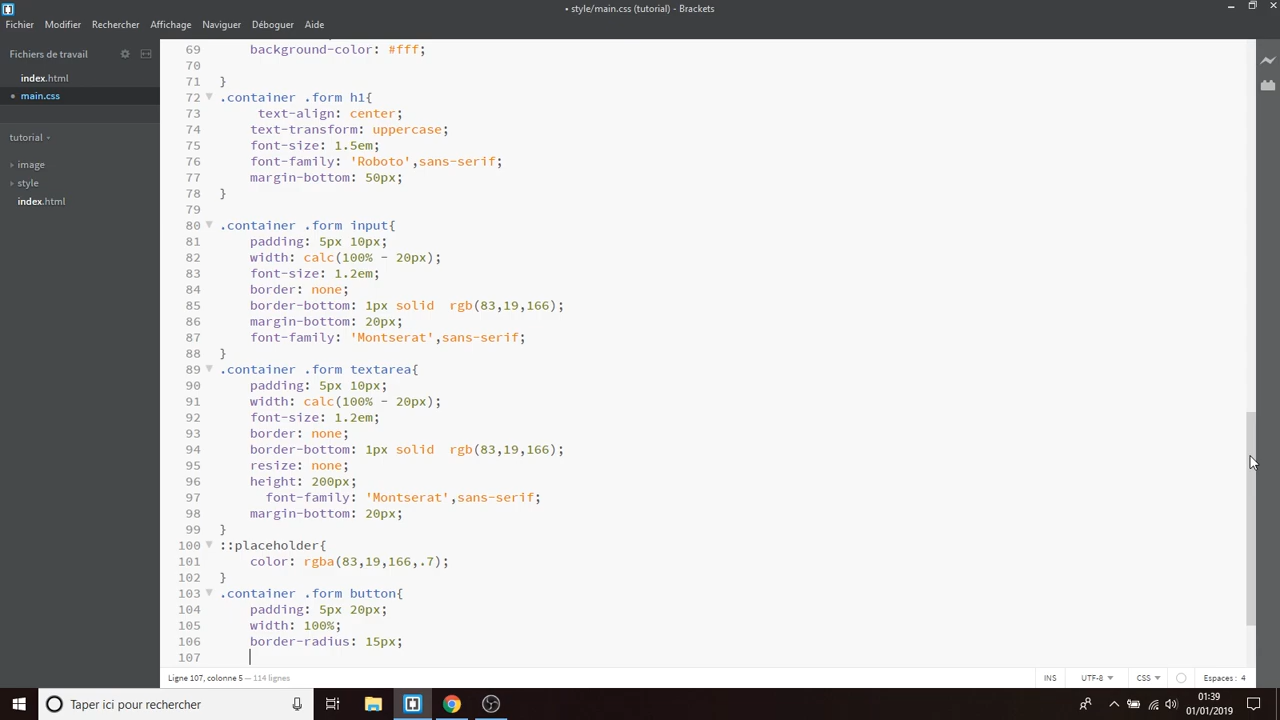 • style/main.css (tutorial) - Brackets
Fichier Modifier Rechercher Affichage Naviguer Déboguer Aide
Fichiers de travail
index.html
• main.css
tutorial
image
style
index.html
69 background-color: #fff;
70
71 }
72 .container .form h1{
73 text-align: center;
74 text-transform: uppercase;
75 font-size: 1.5em;
76 font-family: 'Roboto',sans-serif;
77 margin-bottom: 50px;
78 }
79
80 .container .form input{
81 padding: 5px 10px;
82 width: calc(100% - 20px);
83 font-size: 1.2em;
84 border: none;
85 border-bottom: 1px solid  rgb(83,19,166);
86 margin-bottom: 20px;
87 font-family: 'Montserat',sans-serif;
88 }
89 .container .form textarea{
90 padding: 5px 10px;
91 width: calc(100% - 20px);
92 font-size: 1.2em;
93 border: none;
94 border-bottom: 1px solid  rgb(83,19,166);
95 resize: none;
96 height: 200px;
97 font-family: 'Montserat',sans-serif;
98 margin-bottom: 20px;
99 }
100 ::placeholder{
101 color: rgba(83,19,166,.7);
102 }
103 .container .form button{
104 padding: 5px 20px;
105 width: 100%;
106 border-radius: 15px;
107
Ligne 107, colonne 5 — 114 lignes INS UTF-8 CSS Espaces: 4
Taper ici pour rechercher
01:39
01/01/2019